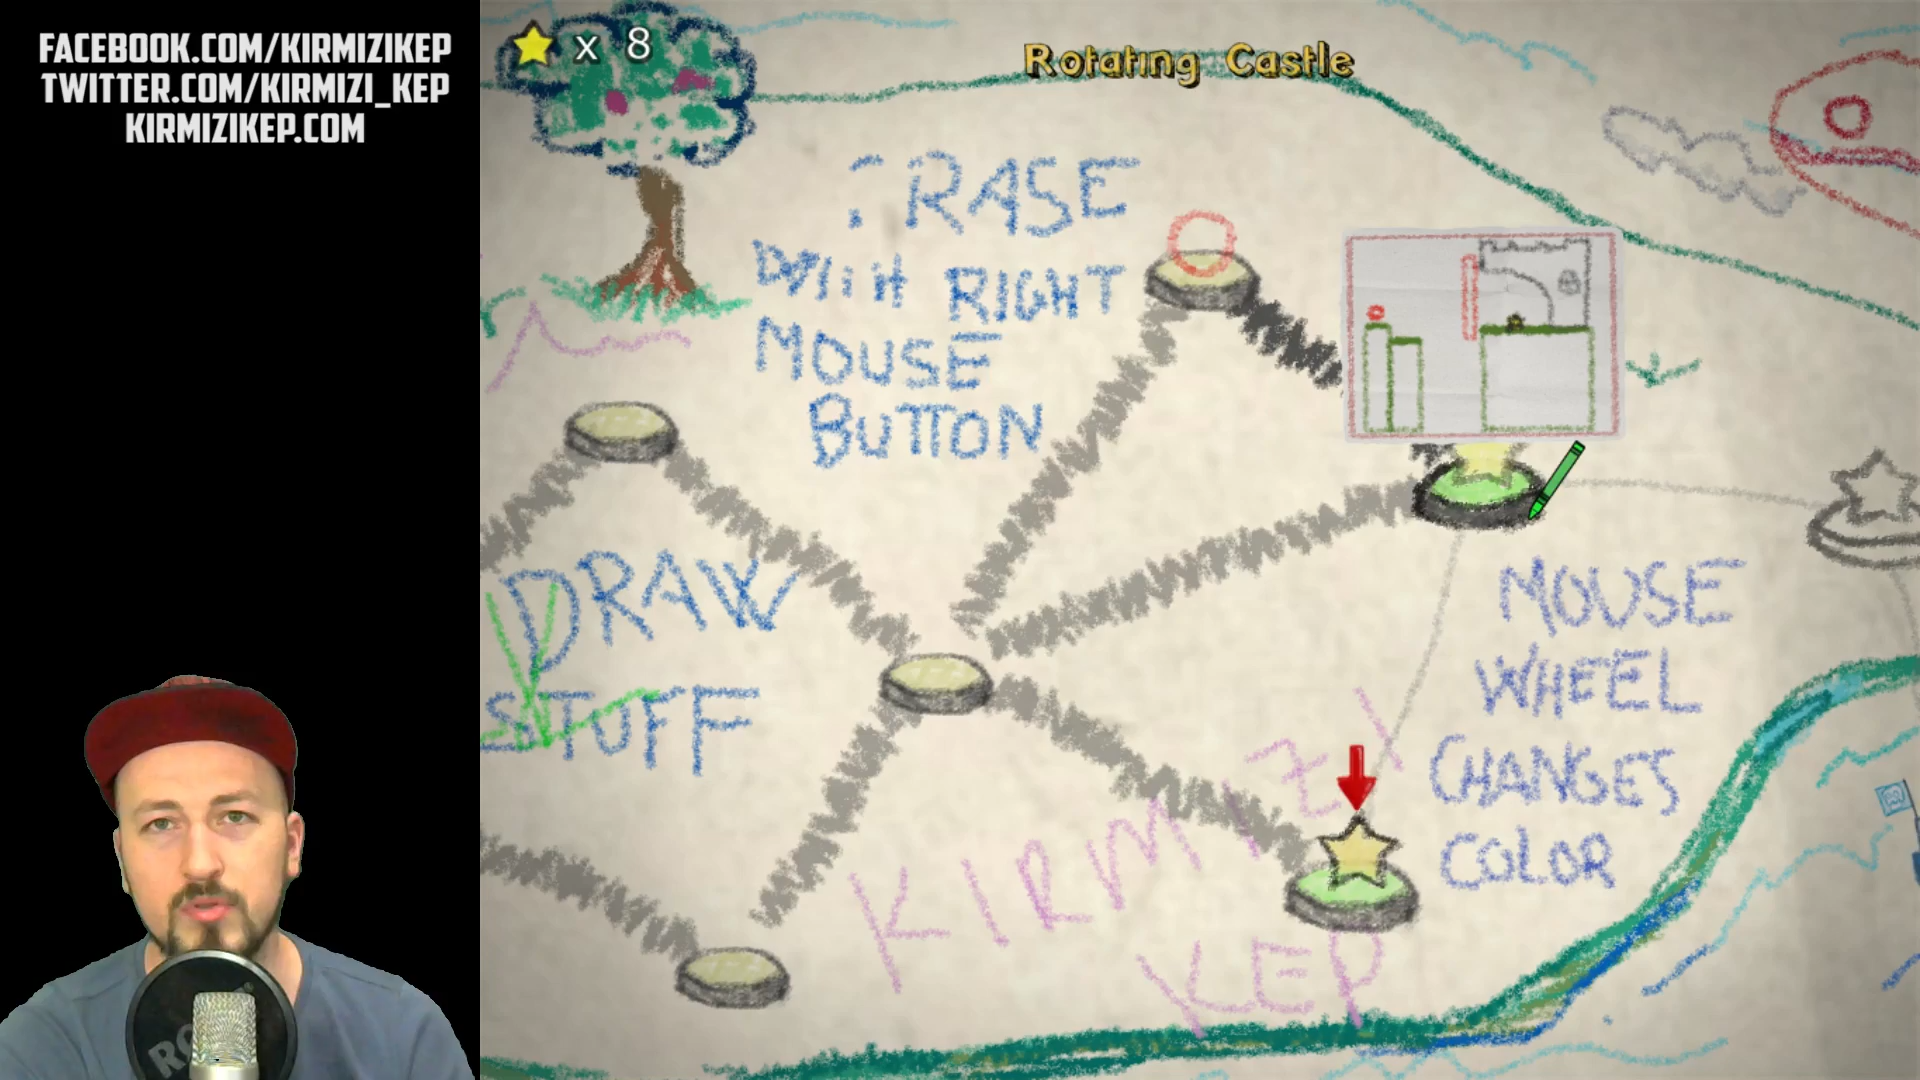 FACEBOOK.COM/KIRMIZIKEP
TWITTER.COM/KIRMIZI_KEP
KIRMIZIKEP.COM
x 8
Rotating Castle
RASE
RIGHT
MOUSE
BUTTON
DRAW
STUFF
MOUSE
WHEEL
CHANGES
COLOR
KIRMIZI
KEP